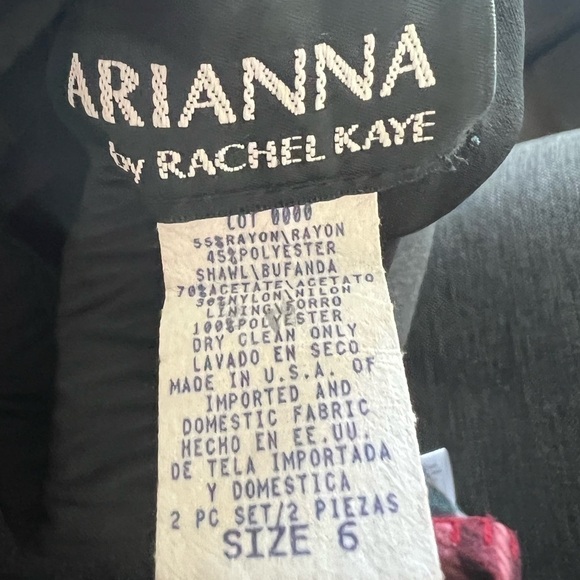 ARIANNA
by RACHEL KAYE
LOT 0000
55%RAYON\RAYON
45%POLYESTER
SHAWL\BUFANDA
70%ACETATE\ACETATO
30%NYLON\NILON
LINING\FORRO
100%POLYESTER
DRY CLEAN ONLY
LAVADO EN SECO
MADE IN U.S.A. OF
IMPORTED AND
DOMESTIC FABRIC
HECHO EN EE.UU.
DE TELA IMPORTADA
Y DOMESTICA
2 PC SET/2 PIEZAS
SIZE 6